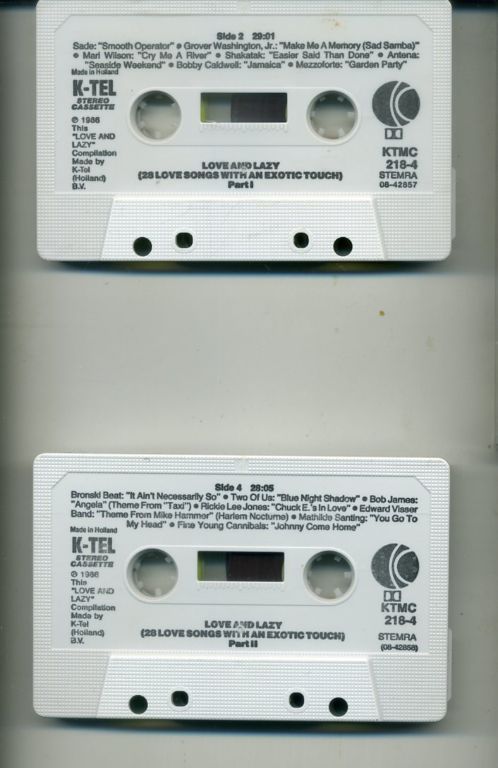 Side 2 29:01
Sade: "Smooth Operator" ● Grover Washington, Jr.: "Make Me A Memory (Sad Samba)"
● Mari Wilson: "Cry Me A River" ● Shakatak: "Easier Said Than Done" ● Antena:
"Seaside Weekend" ● Bobby Caldwell: "Jamaica" ● Mezzoforte: "Garden Party"
Made in Holland
K-TEL
STEREO
CASSETTE
℗ 1986
This
"LOVE AND
LAZY"
Compilation
Made by
K-Tel
(Holland)
B.V.
KTMC
218-4
STEMRA
08-42857
LOVE AND LAZY
(28 LOVE SONGS WITH AN EXOTIC TOUCH)
Part I
Side 4 28:05
Bronski Beat: "It Ain't Necessarily So" ● Two Of Us: "Blue Night Shadow" ● Bob James:
"Angela" (Theme From "Taxi") ● Rickie Lee Jones: "Chuck E.'s In Love" ● Edward Visser
Band: "Theme From Mike Hammer" (Harlem Nocturne) ● Mathilde Santing: "You Go To
My Head" ● Fine Young Cannibals: "Johnny Come Home"
Made in Holland
K-TEL
STEREO
CASSETTE
℗ 1986
This
"LOVE AND
LAZY"
Compilation
Made by
K-Tel
(Holland)
B.V.
KTMC
218-4
STEMRA
(08-42858)
LOVE AND LAZY
(28 LOVE SONGS WITH AN EXOTIC TOUCH)
Part II